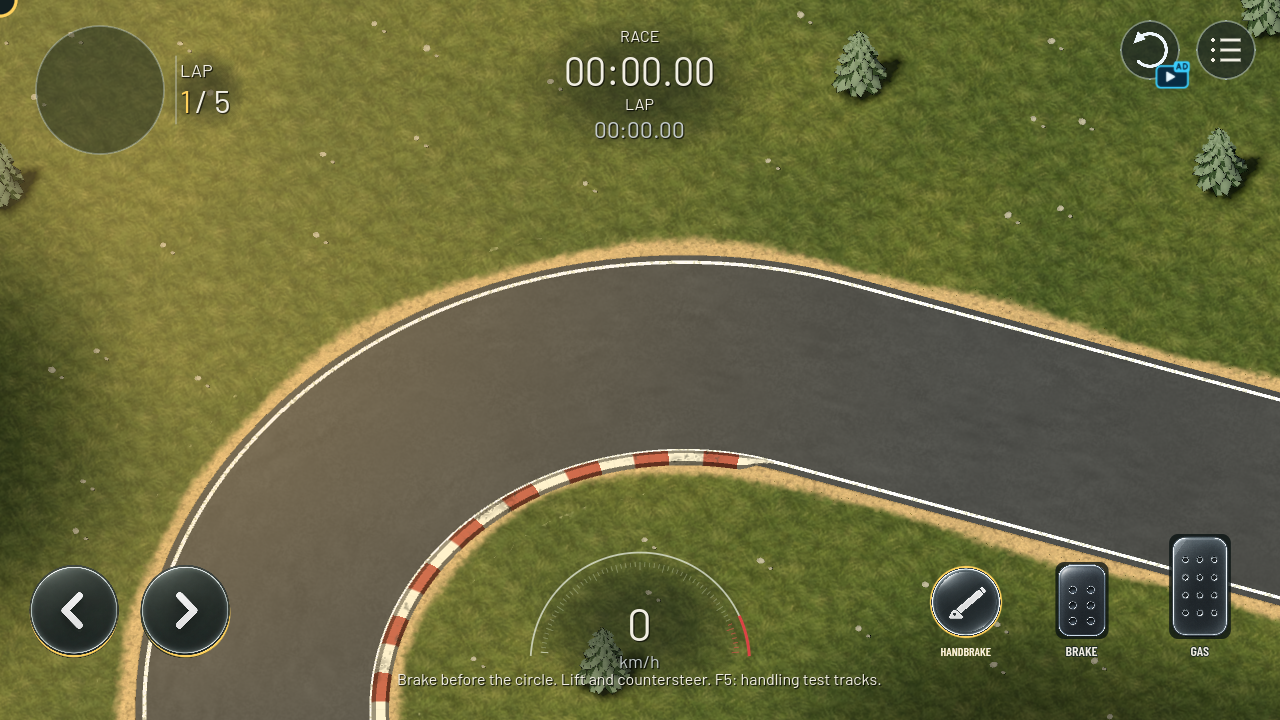 RACE
00:00.00
LAP
00:00.00
LAP
1/ 5
AD
0
km/h
Brake before the circle. Lift and countersteer. F5: handling test tracks.
HANDBRAKE
BRAKE
GAS